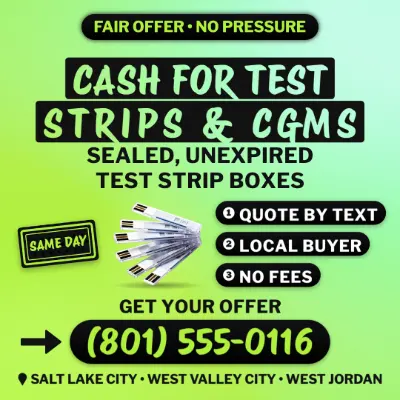 FAIR OFFER • NO PRESSURE
CASH FOR TEST
STRIPS & CGMS
SEALED, UNEXPIRED
TEST STRIP BOXES
1 QUOTE BY TEXT
SAME DAY
2 LOCAL BUYER
3 NO FEES
GET YOUR OFFER
(801) 555-0116
SALT LAKE CITY • WEST VALLEY CITY • WEST JORDAN